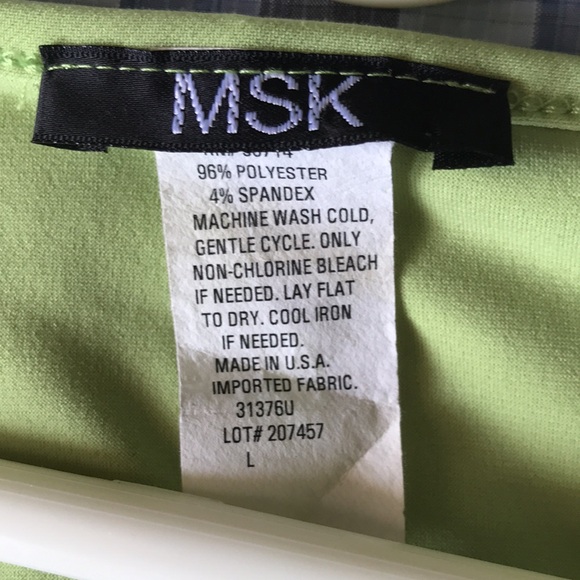 MSK
96% POLYESTER
4% SPANDEX
MACHINE WASH COLD,
GENTLE CYCLE. ONLY
NON-CHLORINE BLEACH
IF NEEDED. LAY FLAT
TO DRY. COOL IRON
IF NEEDED.
MADE IN U.S.A.
IMPORTED FABRIC.
31376U
LOT# 207457
L